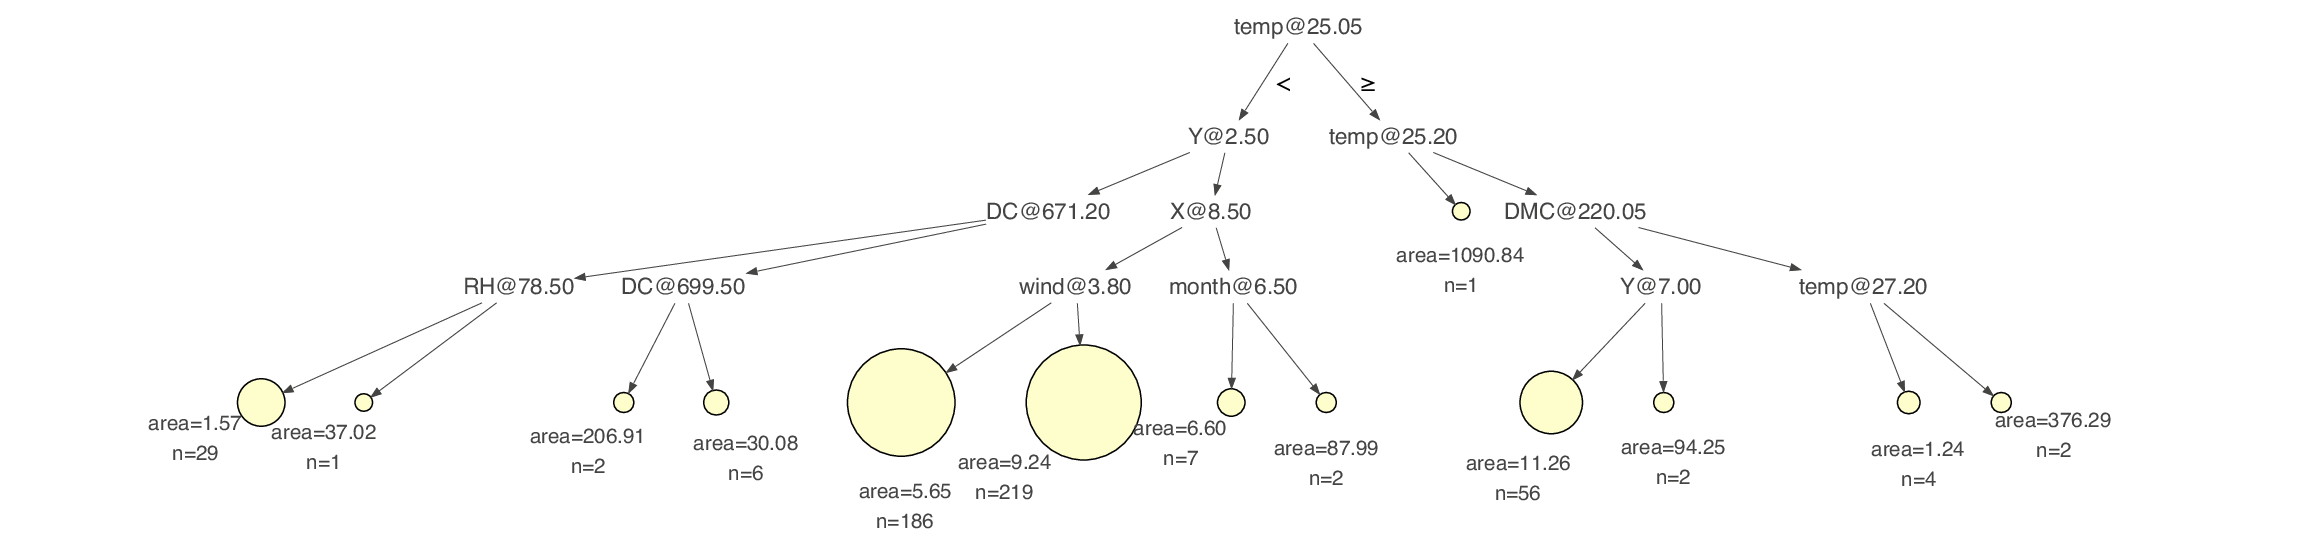 temp@25.05
<
≥
Y@2.50
temp@25.20
DC@671.20
X@8.50
DMC@220.05
area=1090.84
n=1
RH@78.50
DC@699.50
wind@3.80
month@6.50
Y@7.00
temp@27.20
area=1.57
n=29
area=37.02
n=1
area=206.91
n=2
area=30.08
n=6
area=5.65
n=186
area=9.24
n=219
area=6.60
n=7
area=87.99
n=2
area=11.26
n=56
area=94.25
n=2
area=1.24
n=4
area=376.29
n=2